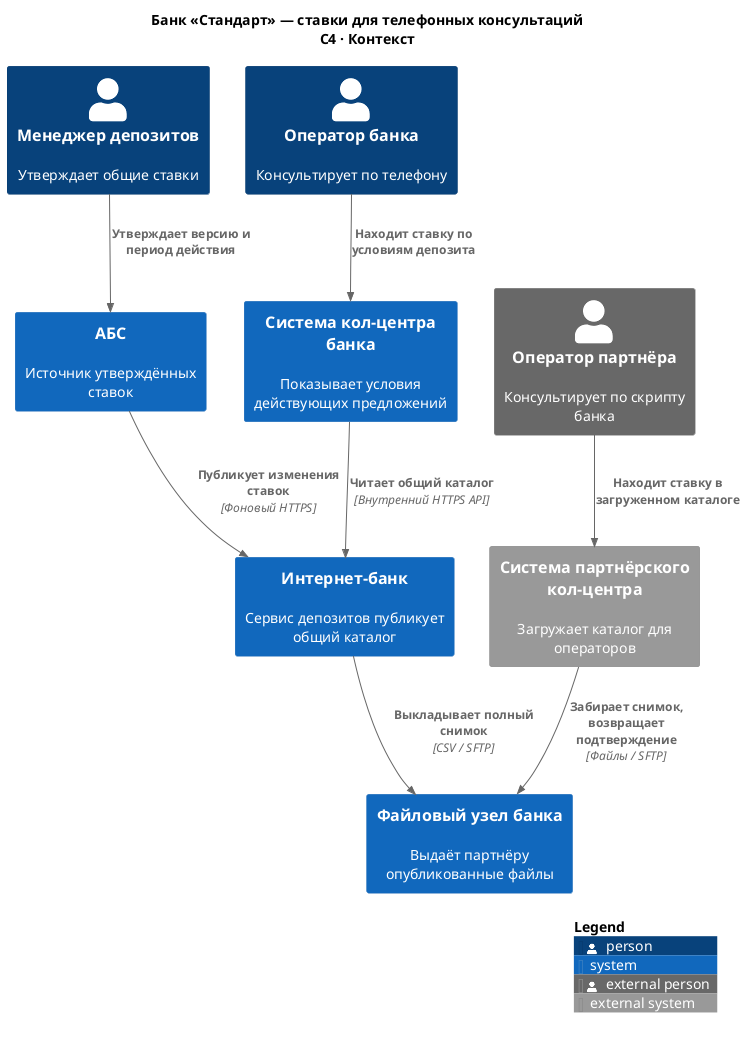 Банк «Стандарт» — ставки для телефонных консультаций
C4 · Контекст
Менеджер депозитов
Утверждает общие ставки
Оператор банка
Консультирует по телефону
Утверждает версию и
период действия
Находит ставку по
условиям депозита
АБС
Источник утверждённых
ставок
Система кол-центра
банка
Показывает условия
действующих предложений
Оператор партнёра
Консультирует по скрипту
банка
Публикует изменения
ставок
[Фоновый HTTPS]
Читает общий каталог
[Внутренний HTTPS API]
Находит ставку в
загруженном каталоге
Интернет-банк
Сервис депозитов публикует
общий каталог
Система партнёрского
кол-центра
Загружает каталог для
операторов
Выкладывает полный
снимок
[CSV / SFTP]
Забирает снимок,
возвращает
подтверждение
[Файлы / SFTP]
Файловый узел банка
Выдаёт партнёру
опубликованные файлы
Legend
person
system
external person
external system